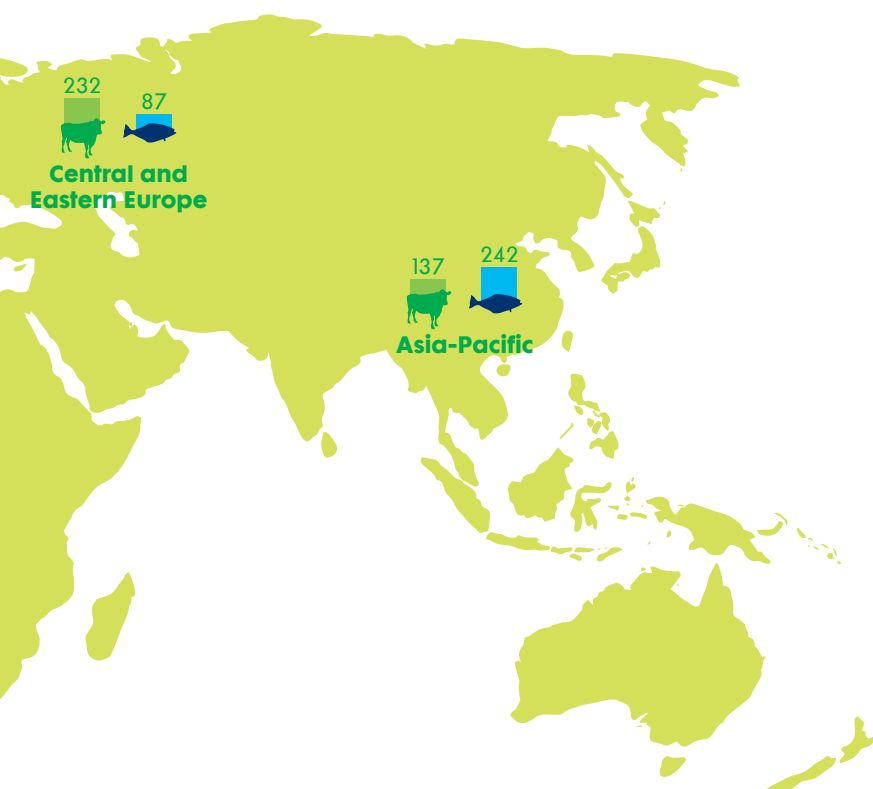 232
87
Central and
Eastern Europe
137
242
Asia-Pacific